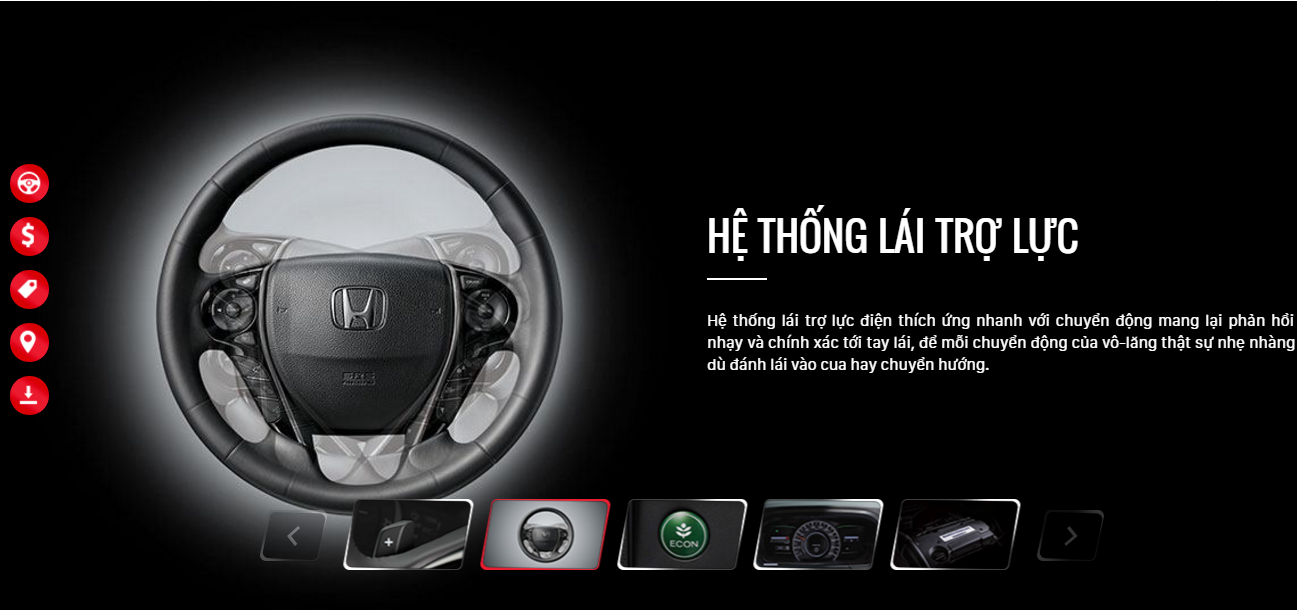 HỆ THỐNG LÁI TRỢ LỰC
Hệ thống lái trợ lực điện thích ứng nhanh với chuyển động mang lại phản hồi
nhạy và chính xác tới tay lái, để mỗi chuyển động của vô-lăng thật sự nhẹ nhàng
dù đánh lái vào cua hay chuyển hướng.
ECON